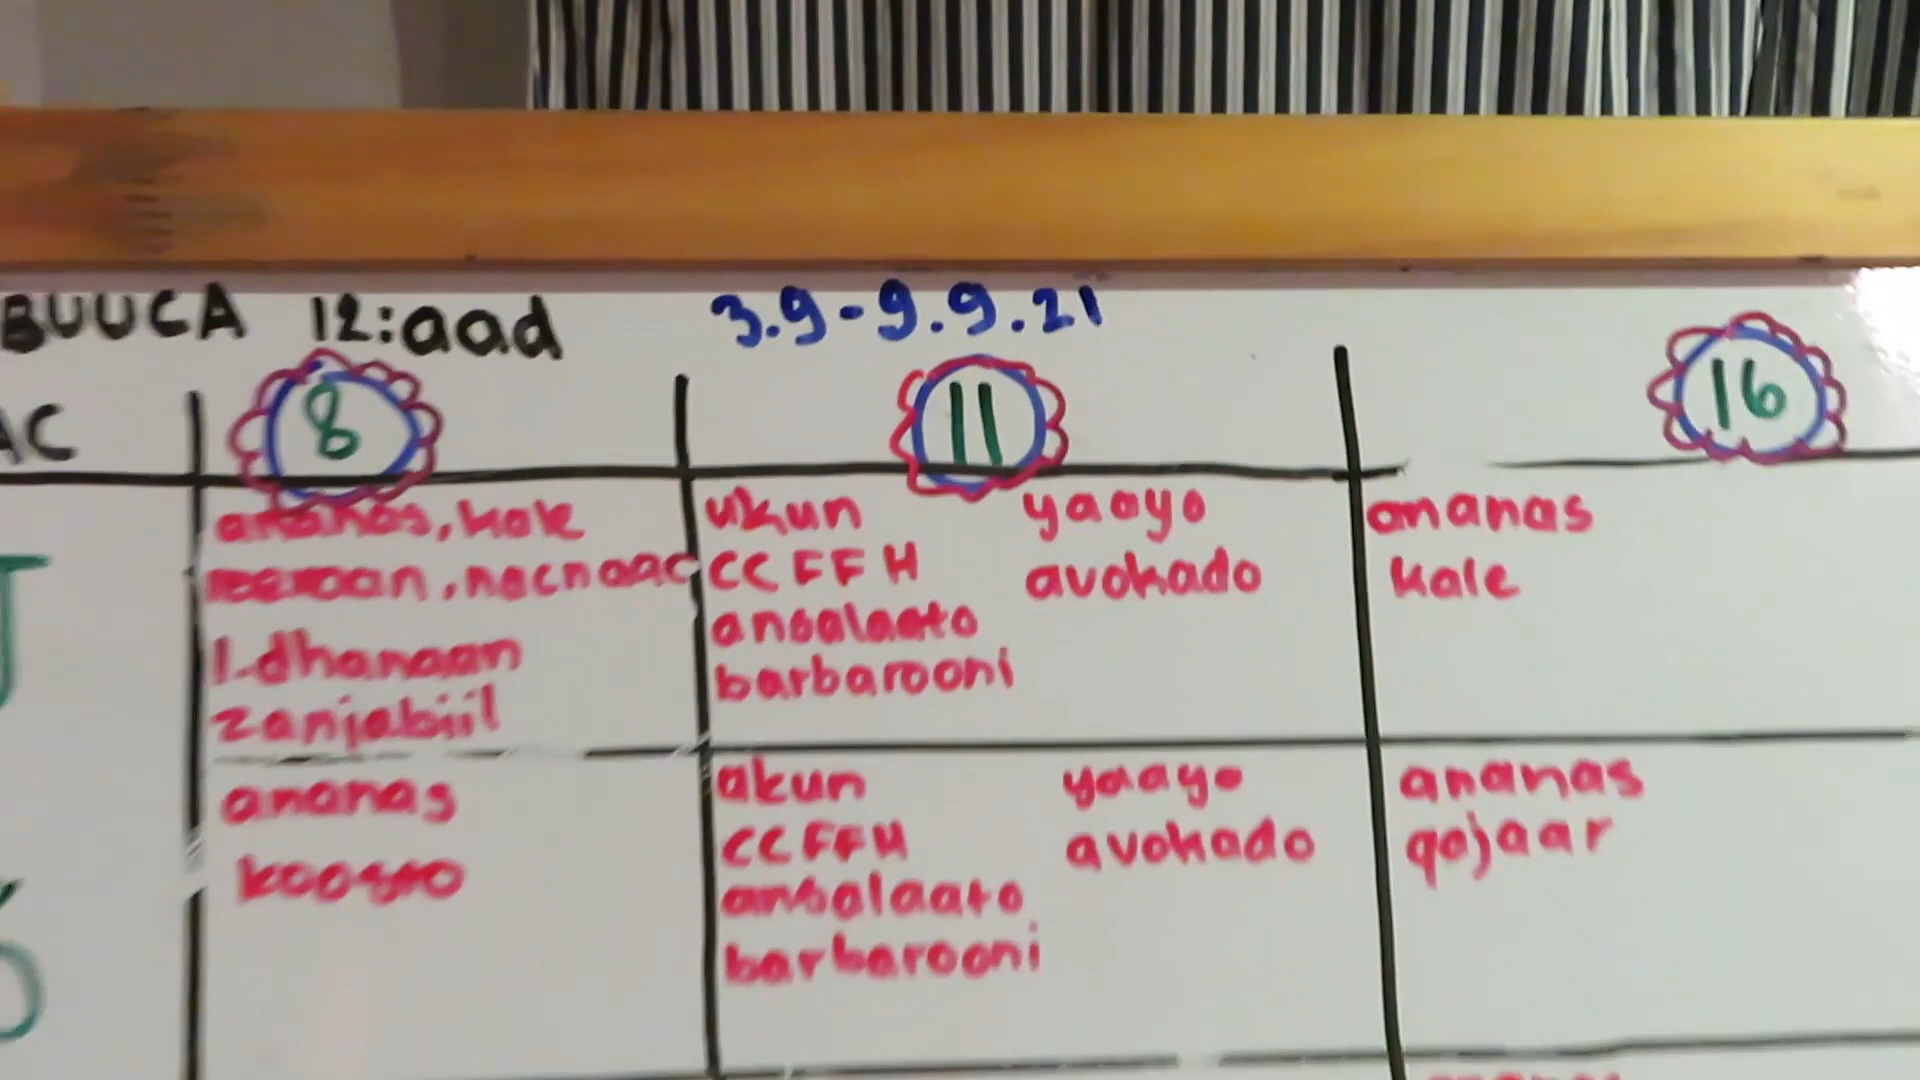 BUUCA 12:aad 3.9-9.9.21
AC 8 11 16
ananas, kale
nacnaac
l.dhanaan
zanjabiil
ukun yaayo
CCFFH avokado
ansalaato
barbarooni
ananas
kale
ananas
akun yaayo
CCFFH avokado
ansalaato
barbarooni
ananas
qajaar